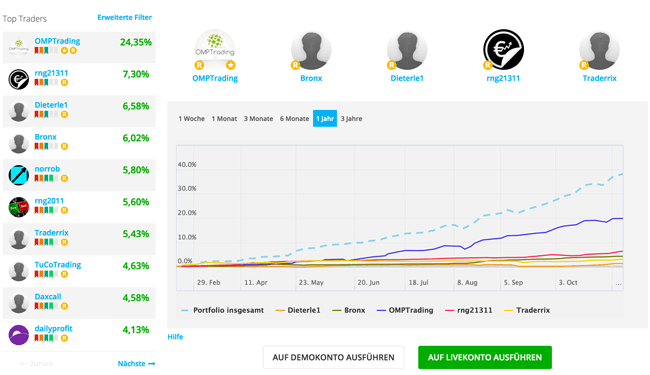 Top Traders
Erweiterte Filter
OMPTrading
24,35%
rng21311
7,30%
Dieterle1
6,58%
Bronx
6,02%
norrob
5,80%
rng2011
5,60%
Traderrix
5,43%
TuCoTrading
4,63%
Daxcall
4,58%
dailyprofit
4,13%
← Zurück
Nächste →
OMPTrading
Bronx
Dieterle1
rng21311
Traderrix
1 Woche 1 Monat 3 Monate 6 Monate 1 Jahr 3 Jahre
40.0%
30.0%
20.0%
10.0%
0.0%
29. Feb 11. Apr 23. May 20. Jun 18. Jul 8. Aug 5. Sep 3. Oct ...
Portfolio insgesamt Dieterle1 Bronx OMPTrading rng21311 Traderrix
Hilfe
AUF DEMOKONTO AUSFÜHREN
AUF LIVEKONTO AUSFÜHREN